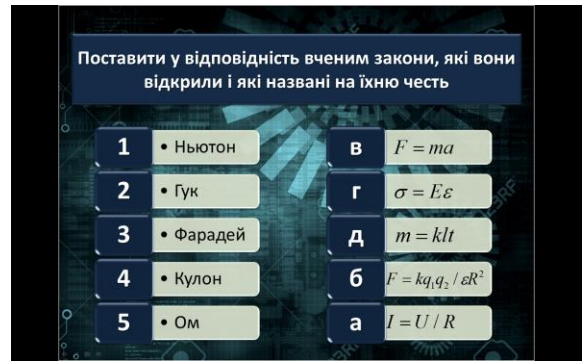 Поставити у відповідність вченим закони, які вони
відкрили і які названі на їхню честь
1 • Ньютон в F = ma
2 • Гук г σ = Eε
3 • Фарадей д m = klt
4 • Кулон б F = kq₁q₂ / εR²
5 • Ом а I = U / R